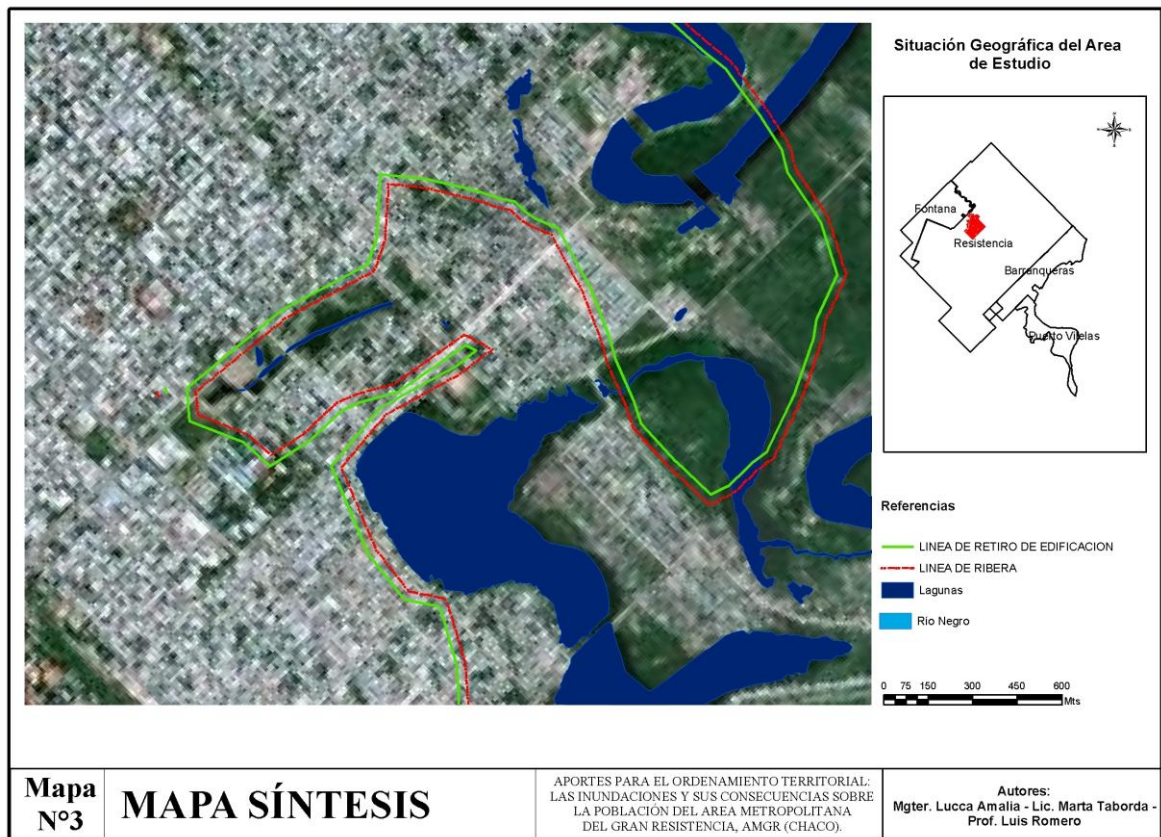 Situación Geográfica del Area
de Estudio
Fontana
Resistencia
Barranqueras
Puerto Vilelas
Referencias
LINEA DE RETIRO DE EDIFICACION
LINEA DE RIBERA
Lagunas
Rio Negro
0 75 150 300 450 600
Mts
Mapa
N°3
MAPA SÍNTESIS
APORTES PARA EL ORDENAMIENTO TERRITORIAL:
LAS INUNDACIONES Y SUS CONSECUENCIAS SOBRE
LA POBLACIÓN DEL AREA METROPOLITANA
DEL GRAN RESISTENCIA, AMGR (CHACO).
Autores:
Mgter. Lucca Amalia - Lic. Marta Taborda -
Prof. Luis Romero